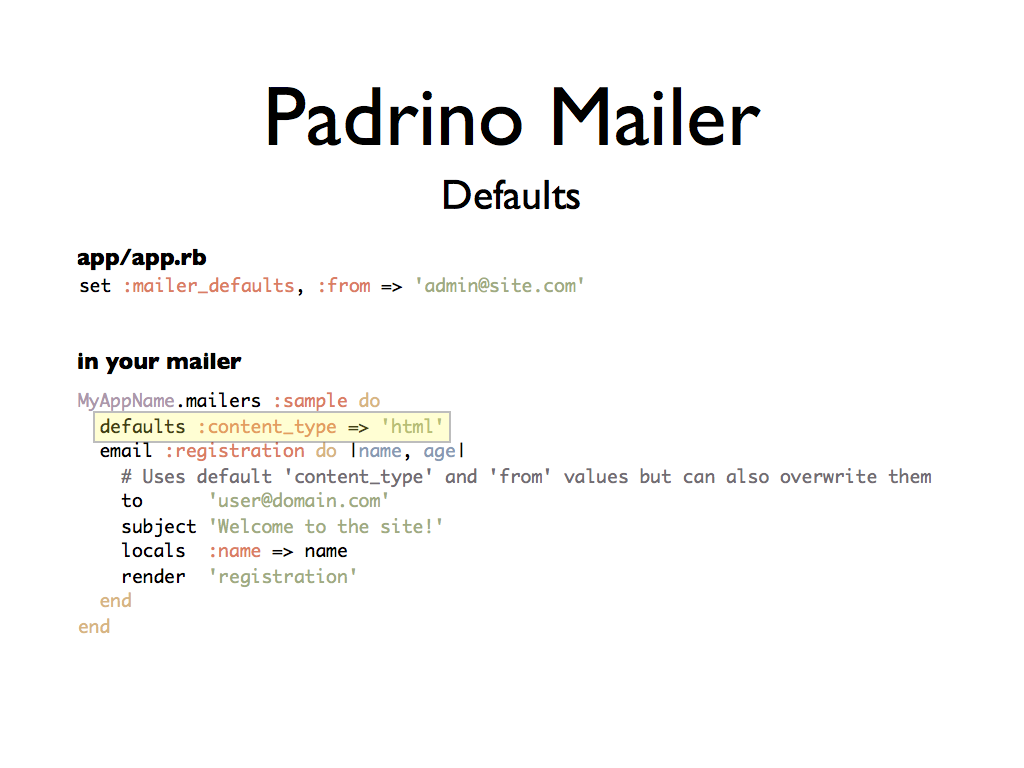 Padrino Mailer
Defaults
app/app.rb
set :mailer_defaults, :from => 'admin@site.com'
in your mailer
MyAppName.mailers :sample do
  defaults :content_type => 'html'
  email :registration do |name, age|
    # Uses default 'content_type' and 'from' values but can also overwrite them
    to      'user@domain.com'
    subject 'Welcome to the site!'
    locals  :name => name
    render  'registration'
  end
end